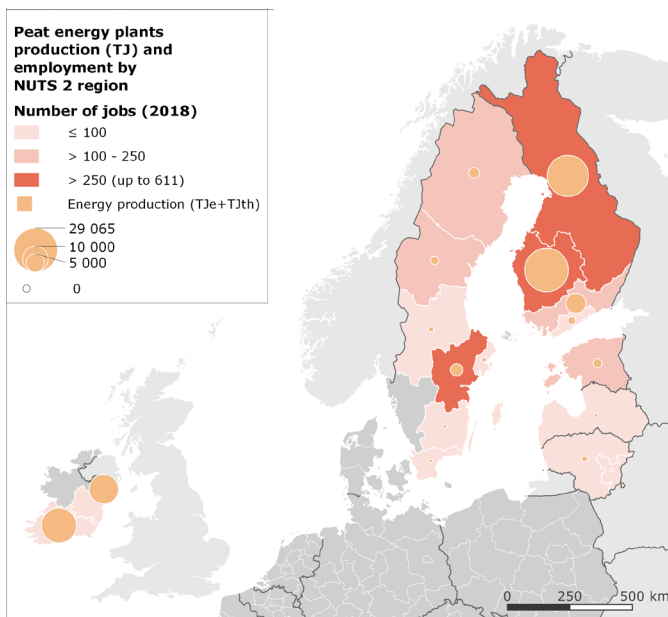 Peat energy plants
production (TJ) and
employment by
NUTS 2 region
Number of jobs (2018)
≤ 100
> 100 - 250
> 250 (up to 611)
Energy production (TJe+TJth)
29 065
10 000
5 000
0
0 250 500 km